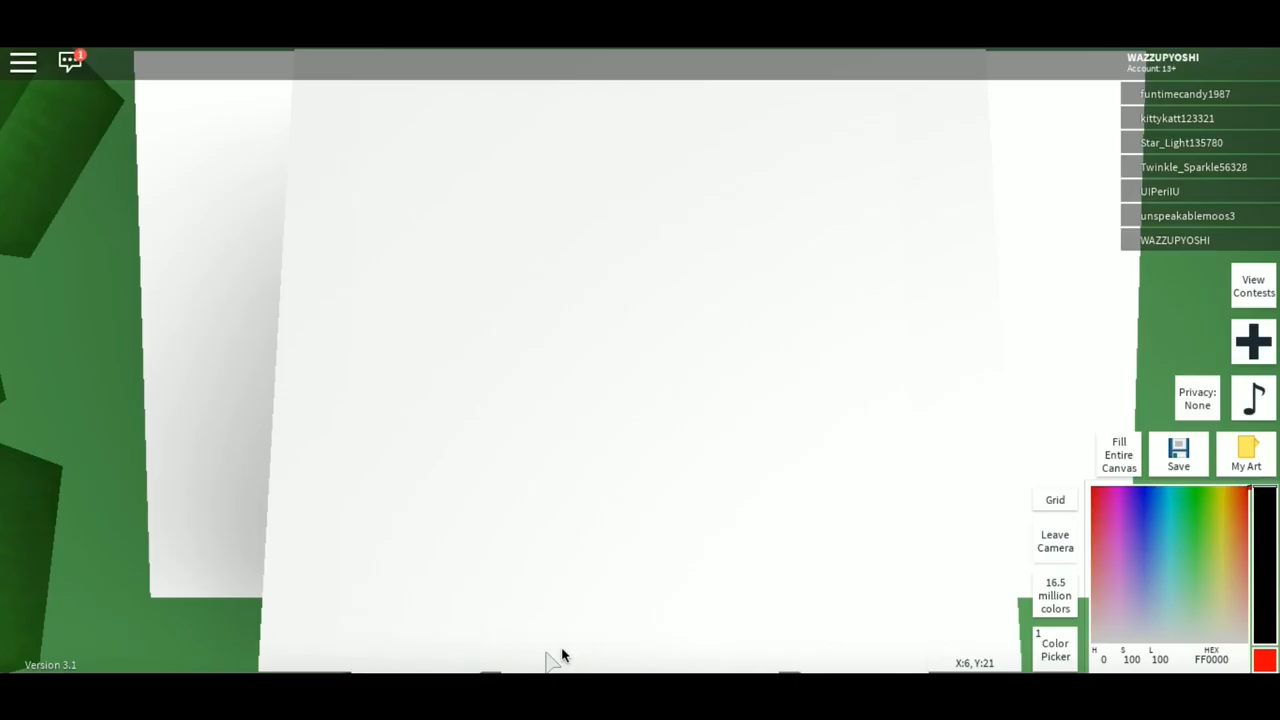 1
WAZZUPYOSHI
Account: 13+
funtimecandy1987
kittykatt123321
Star_Light135780
Twinkle_Sparkle56328
UIPerilU
unspeakablemoos3
WAZZUPYOSHI
View
Contests
Privacy:
None
Fill
Entire
Canvas
Save
My Art
Grid
Leave
Camera
16.5
million
colors
1
Color
Picker
H S L HEX
0 100 100 FF0000
X:6, Y:21
Version 3.1